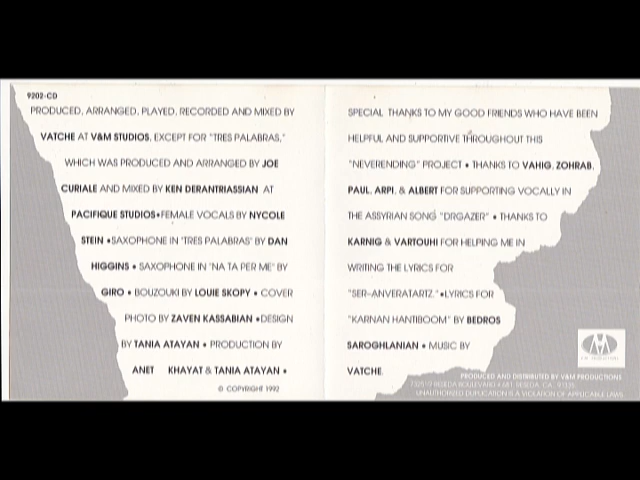 9202-CD
PRODUCED, ARRANGED, PLAYED, RECORDED AND MIXED BY
VATCHE AT V&M STUDIOS, EXCEPT FOR "TRES PALABRAS,"
WHICH WAS PRODUCED AND ARRANGED BY JOE
CURIALE AND MIXED BY KEN DERANTRIASSIAN AT
PACIFIQUE STUDIOS•FEMALE VOCALS BY NYCOLE
STEIN •SAXOPHONE IN "TRES PALABRAS" BY DAN
HIGGINS • SAXOPHONE IN "NA TA PER ME" BY
GIRO • BOUZOUKI BY LOUIE SKOPY • COVER
PHOTO BY ZAVEN KASSABIAN •DESIGN
BY TANIA ATAYAN • PRODUCTION BY
ANET KHAYAT & TANIA ATAYAN •
© COPYRIGHT 1992
SPECIAL THANKS TO MY GOOD FRIENDS WHO HAVE BEEN
HELPFUL AND SUPPORTIVE THROUGHOUT THIS
"NEVERENDING" PROJECT • THANKS TO VAHIG, ZOHRAB,
PAUL, ARPI, & ALBERT FOR SUPPORTING VOCALLY IN
THE ASSYRIAN SONG "DRGAZER" • THANKS TO
KARNIG & VARTOUHI FOR HELPING ME IN
WRITING THE LYRICS FOR
"SER-ANVERATARTZ."•LYRICS FOR
"KARNAN HANTIBOOM" BY BEDROS
SAROGHLANIAN • MUSIC BY
VATCHE.
PRODUCED AND DISTRIBUTED BY V&M PRODUCTIONS
RESEDA BOULEVARD # 681, RESEDA, CA., 91335
UNAUTHORIZED DUPLICATION IS A VIOLATION OF APPLICABLE LAWS